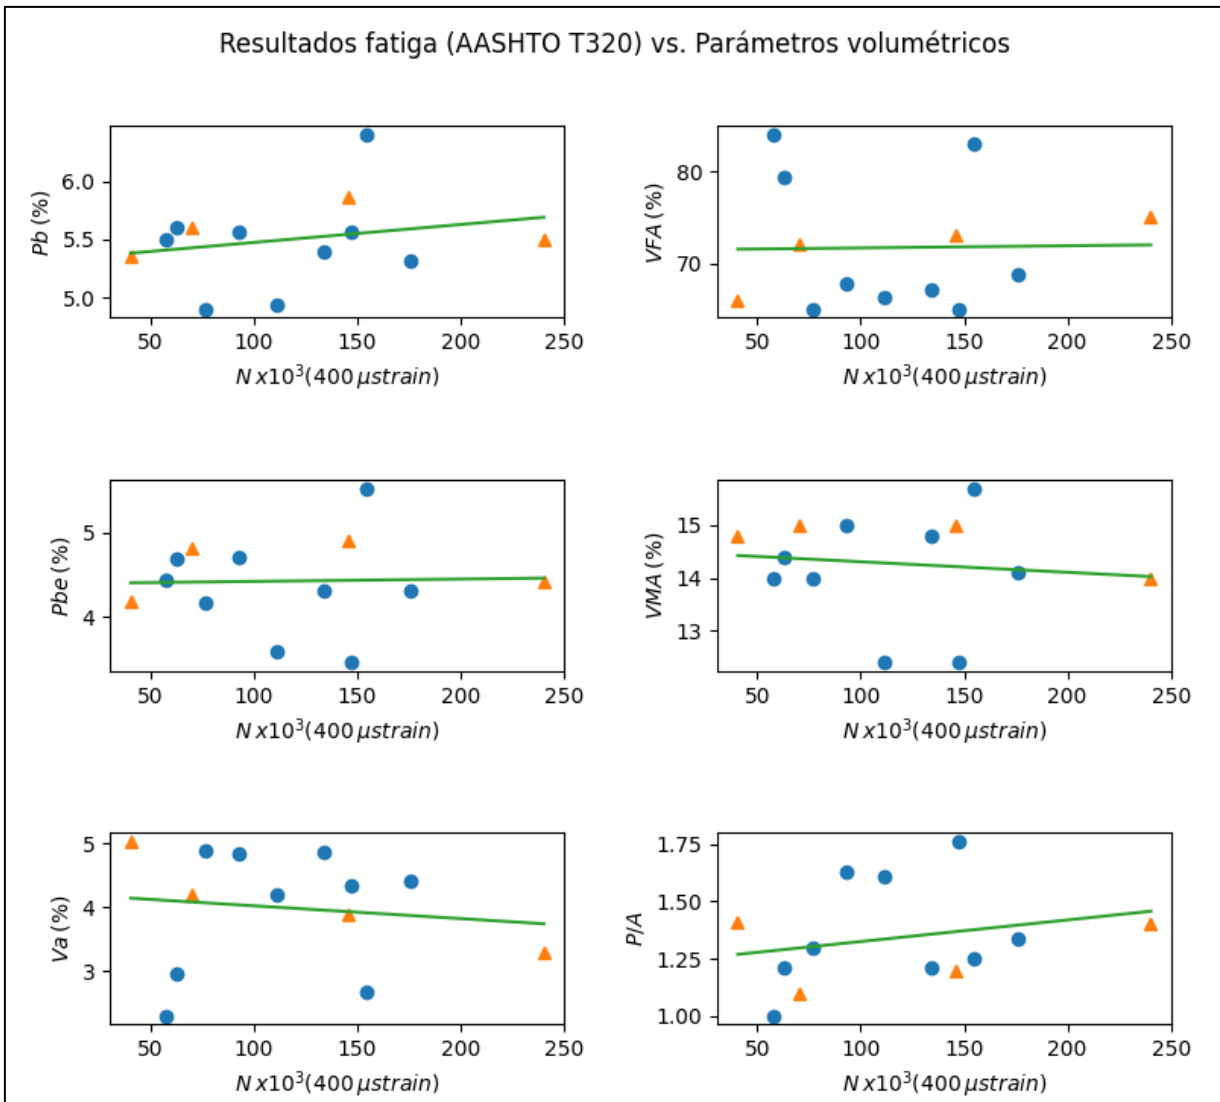 Resultados fatiga (AASHTO T320) vs. Parámetros volumétricos
Pb (%)
6.0
5.5
5.0
50 100 150 200 250
N x10³(400 μstrain)
VFA (%)
80
70
50 100 150 200 250
N x10³(400 μstrain)
Pbe (%)
5
4
50 100 150 200 250
N x10³(400 μstrain)
VMA (%)
15
14
13
50 100 150 200 250
N x10³(400 μstrain)
Va (%)
5
4
3
50 100 150 200 250
N x10³(400 μstrain)
P/A
1.75
1.50
1.25
1.00
50 100 150 200 250
N x10³(400 μstrain)